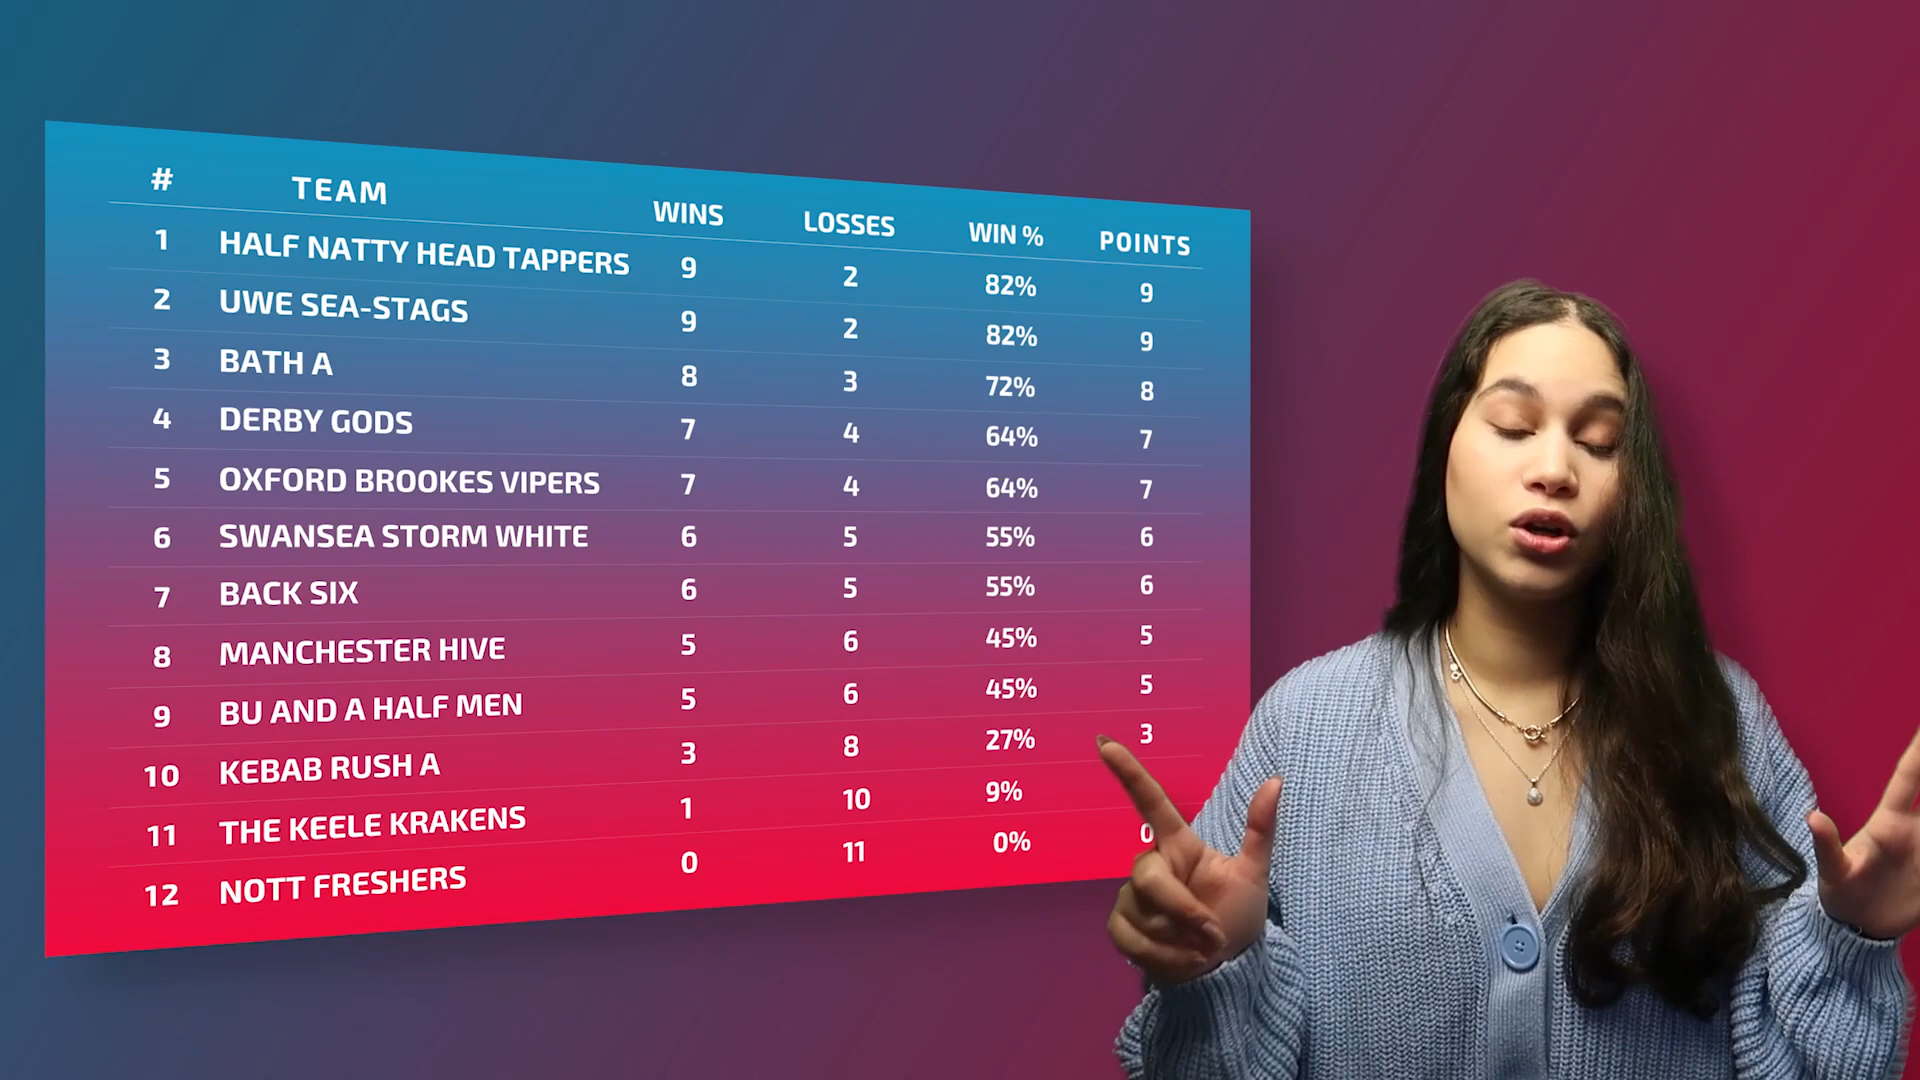 # TEAM WINS LOSSES WIN % POINTS
1 HALF NATTY HEAD TAPPERS 9 2 82% 9
2 UWE SEA-STAGS 9 2 82% 9
3 BATH A 8 3 72% 8
4 DERBY GODS 7 4 64% 7
5 OXFORD BROOKES VIPERS 7 4 64% 7
6 SWANSEA STORM WHITE 6 5 55% 6
7 BACK SIX 6 5 55% 6
8 MANCHESTER HIVE 5 6 45% 5
9 BU AND A HALF MEN 5 6 45% 5
10 KEBAB RUSH A 3 8 27% 3
11 THE KEELE KRAKENS 1 10 9%
12 NOTT FRESHERS 0 11 0% 0